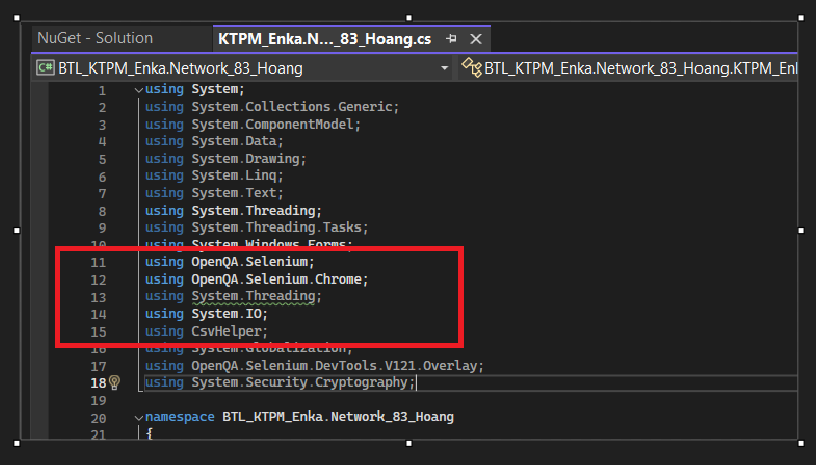 NuGet - Solution
KTPM_Enka.N..._83_Hoang.cs
C# BTL_KTPM_Enka.Network_83_Hoang
BTL_KTPM_Enka.Network_83_Hoang.KTPM_Enk
1 using System;
2 using System.Collections.Generic;
3 using System.ComponentModel;
4 using System.Data;
5 using System.Drawing;
6 using System.Linq;
7 using System.Text;
8 using System.Threading;
9 using System.Threading.Tasks;
10 using System.Windows.Forms;
11 using OpenQA.Selenium;
12 using OpenQA.Selenium.Chrome;
13 using System.Threading;
14 using System.IO;
15 using CsvHelper;
16 using System.Globalization;
17 using OpenQA.Selenium.DevTools.V121.Overlay;
18 using System.Security.Cryptography;
19
20 namespace BTL_KTPM_Enka.Network_83_Hoang
21 {